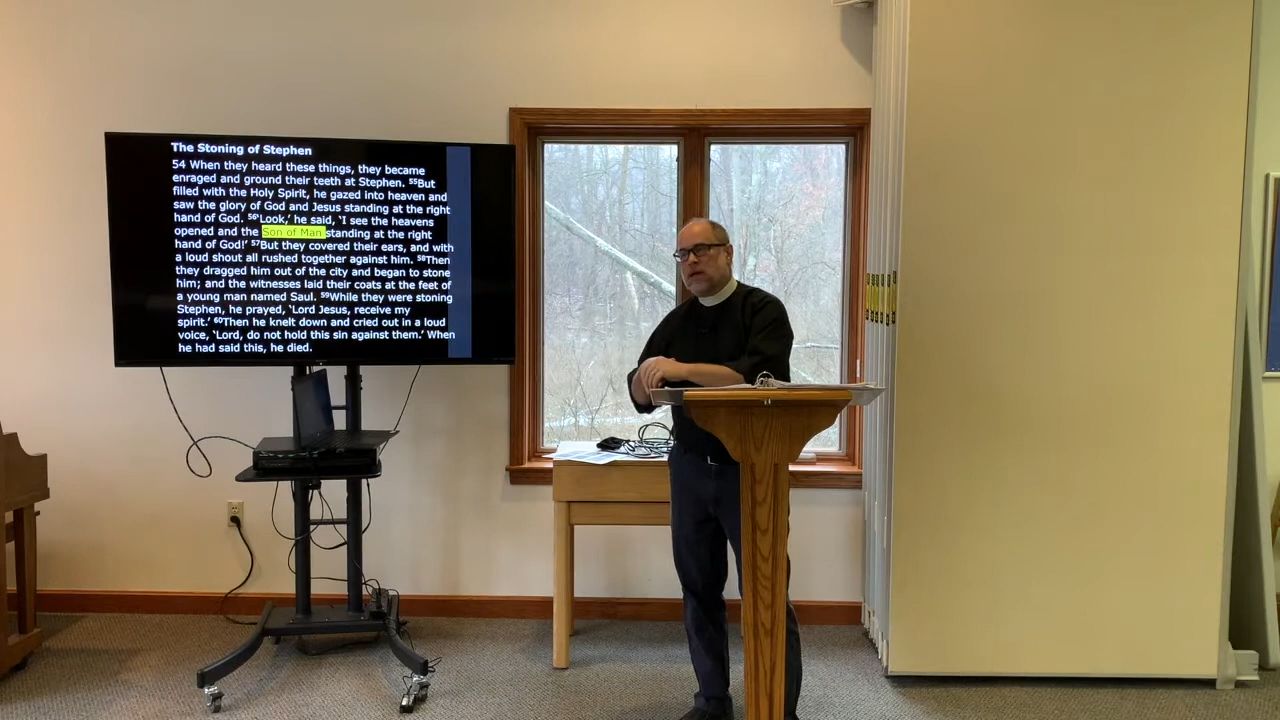 The Stoning of Stephen
54 When they heard these things, they became
enraged and ground their teeth at Stephen. 55But
filled with the Holy Spirit, he gazed into heaven and
saw the glory of God and Jesus standing at the right
hand of God. 56‘Look,’ he said, ‘I see the heavens
opened and the Son of Man standing at the right
hand of God!’ 57But they covered their ears, and with
a loud shout all rushed together against him. 58Then
they dragged him out of the city and began to stone
him; and the witnesses laid their coats at the feet of
a young man named Saul. 59While they were stoning
Stephen, he prayed, ‘Lord Jesus, receive my
spirit.’ 60Then he knelt down and cried out in a loud
voice, ‘Lord, do not hold this sin against them.’ When
he had said this, he died.